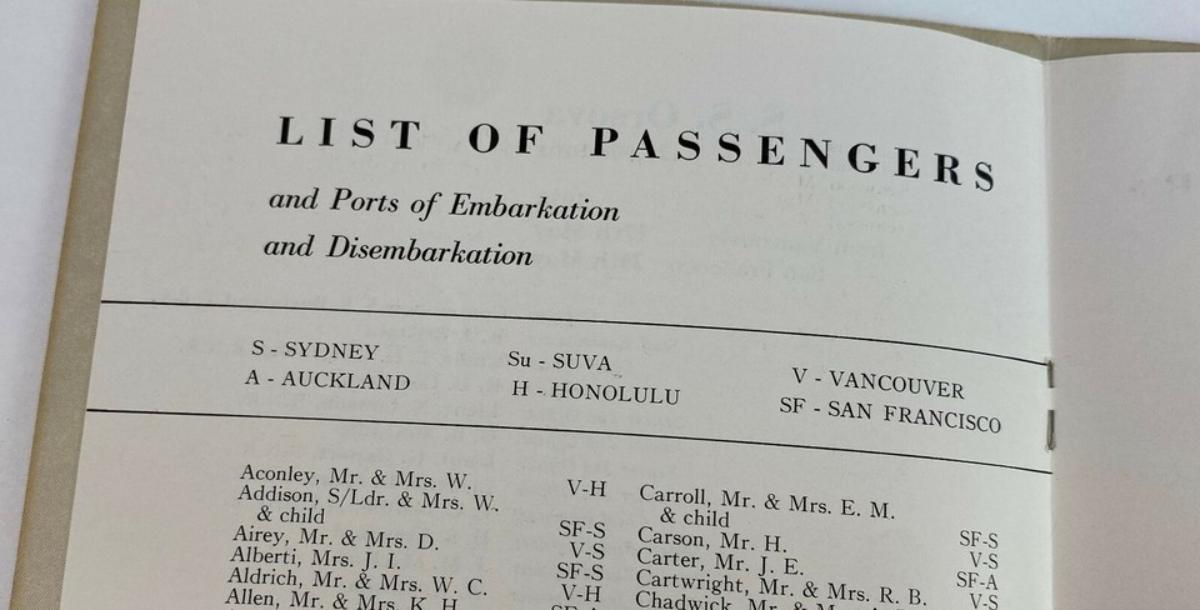 LIST OF PASSENGERS
and Ports of Embarkation
and Disembarkation
S - SYDNEY
A - AUCKLAND
Su - SUVA
H - HONOLULU
V - VANCOUVER
SF - SAN FRANCISCO
Aconley, Mr. & Mrs. W. V-H
Addison, S/Ldr. & Mrs. W.
& child SF-S
Airey, Mr. & Mrs. D. V-S
Alberti, Mrs. J. I. SF-S
Aldrich, Mr. & Mrs. W. C. V-H
Allen, Mr. & Mrs. K. H.
Carroll, Mr. & Mrs. E. M.
& child SF-S
Carson, Mr. H. V-S
Carter, Mr. J. E. SF-A
Cartwright, Mr. & Mrs. R. B. V-S
Chadwick, Mr. &